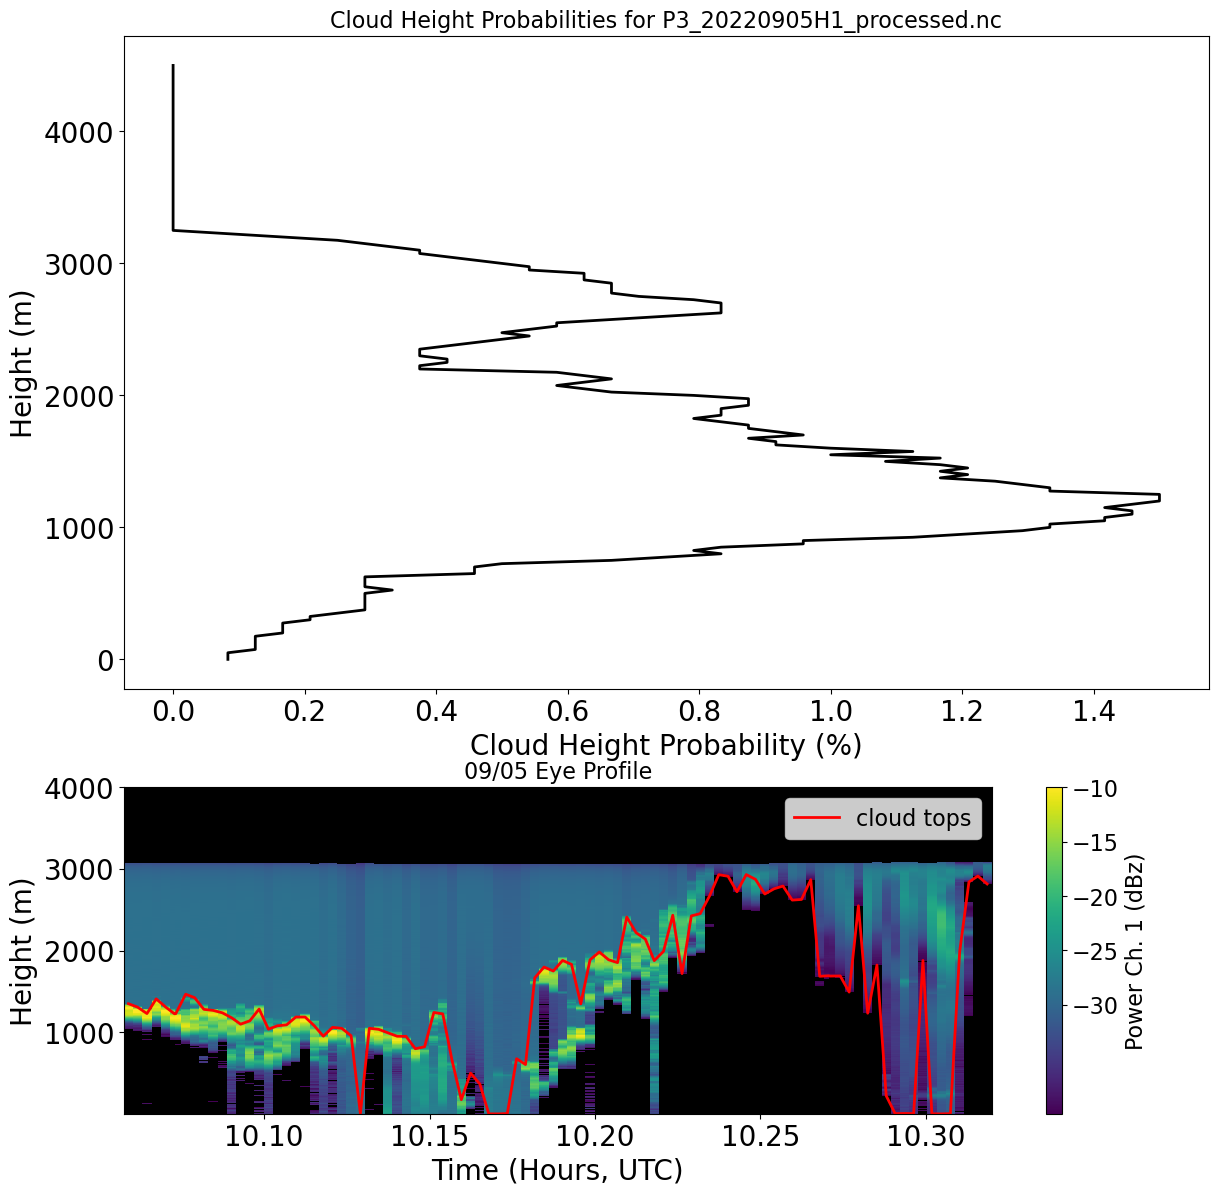 Cloud Height Probabilities for P3_20220905H1_processed.nc
4000
3000
2000
1000
0
Height (m)
0.0 0.2 0.4 0.6 0.8 1.0 1.2 1.4
Cloud Height Probability (%)
09/05 Eye Profile
4000
3000
2000
1000
Height (m)
cloud tops
10.10 10.15 10.20 10.25 10.30
Time (Hours, UTC)
−10
−15
−20
−25
−30
Power Ch. 1 (dBz)